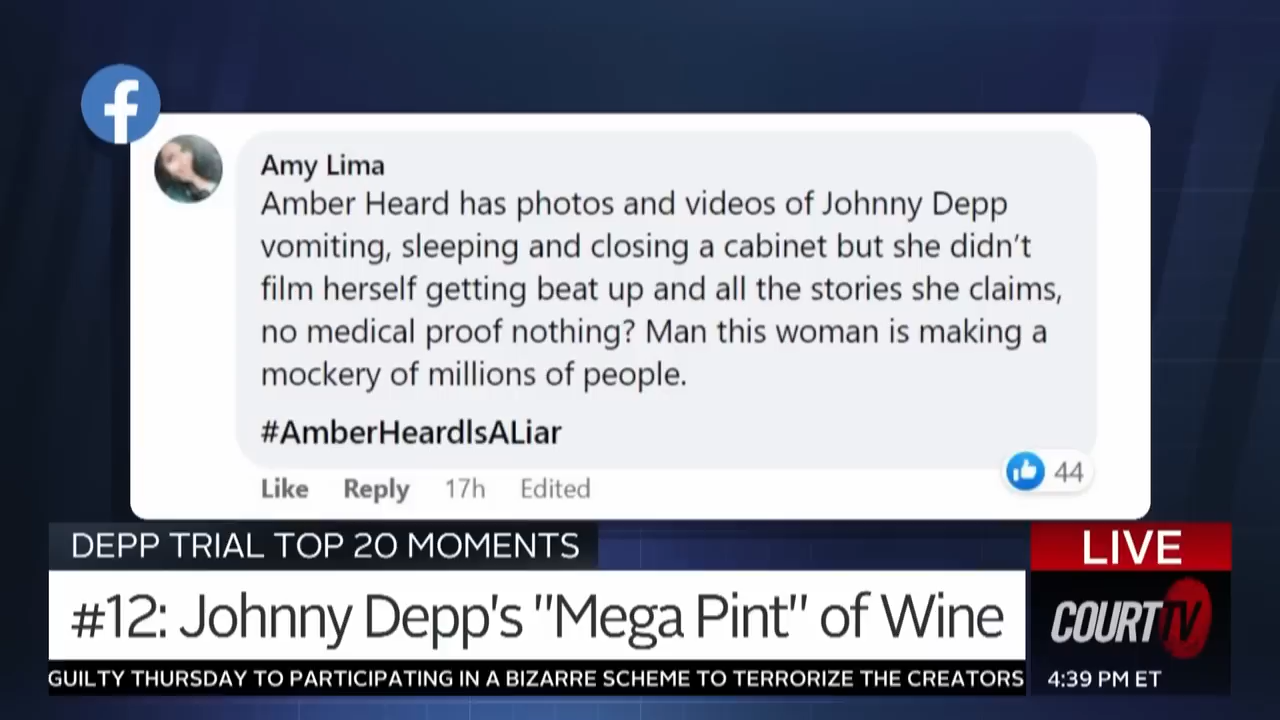 f
Amy Lima
Amber Heard has photos and videos of Johnny Depp
vomiting, sleeping and closing a cabinet but she didn't
film herself getting beat up and all the stories she claims,
no medical proof nothing? Man this woman is making a
mockery of millions of people.
#AmberHeardIsALiar
Like Reply 17h Edited
44
DEPP TRIAL TOP 20 MOMENTS
LIVE
#12: Johnny Depp's "Mega Pint" of Wine
COURT TV
GUILTY THURSDAY TO PARTICIPATING IN A BIZARRE SCHEME TO TERRORIZE THE CREATORS
4:39 PM ET